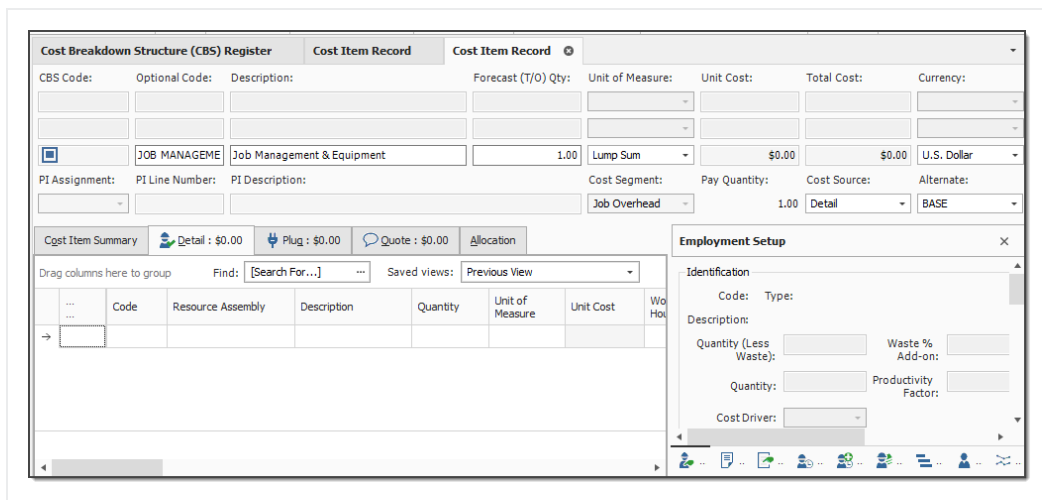 Cost Breakdown Structure (CBS) Register Cost Item Record Cost Item Record
CBS Code: Optional Code: Description: Forecast (T/O) Qty: Unit of Measure: Unit Cost: Total Cost: Currency:
JOB MANAGEME Job Management & Equipment 1.00 Lump Sum $0.00 $0.00 U.S. Dollar
PI Assignment: PI Line Number: PI Description: Cost Segment: Pay Quantity: Cost Source: Alternate:
Job Overhead 1.00 Detail BASE
Cost Item Summary Detail : $0.00 Plug : $0.00 Quote : $0.00 Allocation
Drag columns here to group Find: [Search For...] ... Saved views: Previous View
... ... Code Resource Assembly Description Quantity Unit of Measure Unit Cost Wo Hou
Employment Setup
Identification
Code: Type:
Description:
Quantity (Less Waste): Waste % Add-on:
Quantity: Productivity Factor:
Cost Driver:
.. .. .. .. .. .. .. .. ..